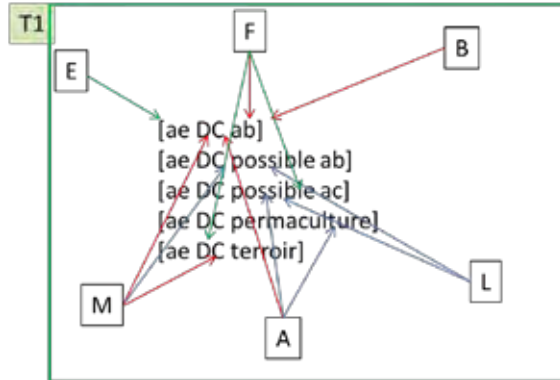 T1
F
B
E
[ae DC ab]
[ae DC possible ab]
[ae DC possible ac]
[ae DC permaculture]
[ae DC terroir]
L
M
A